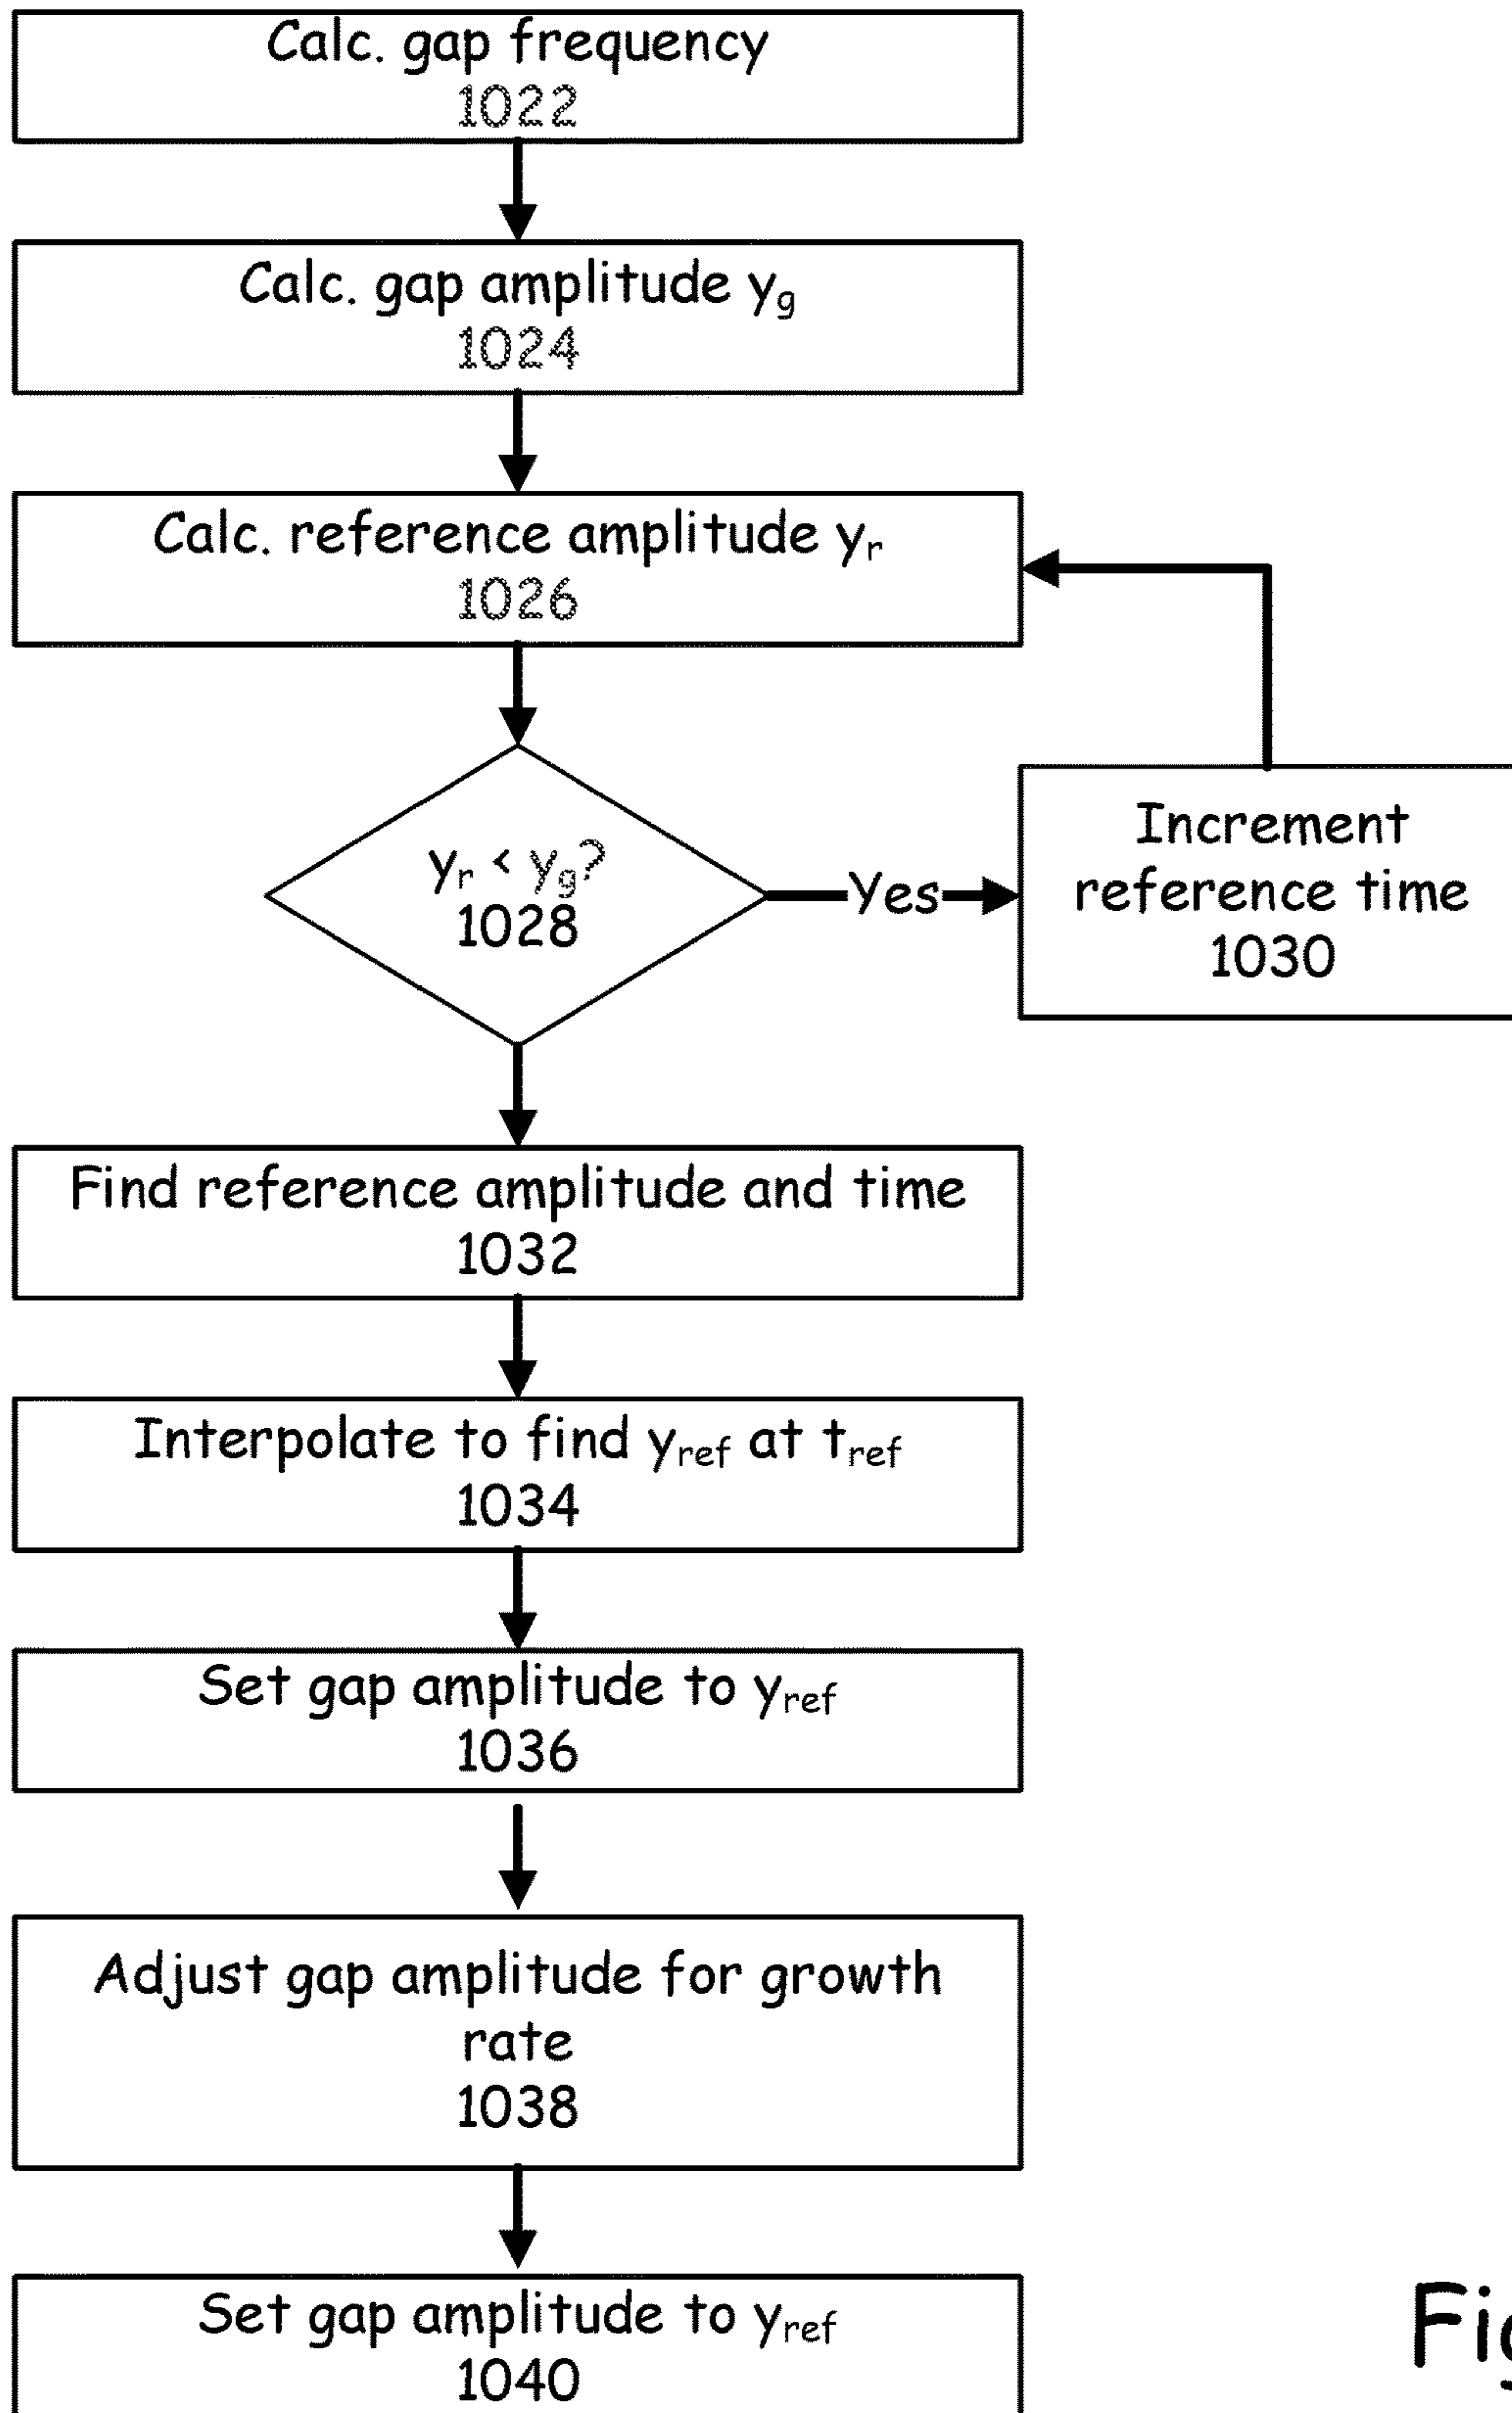 Calc. gap frequency
1022
Calc. gap amplitude yg
1024
Calc. reference amplitude yr
1026
yr < yg?
1028
Yes
Increment
reference time
1030
Find reference amplitude and time
1032
Interpolate to find yref at tref
1034
Set gap amplitude to yref
1036
Adjust gap amplitude for growth
rate
1038
Set gap amplitude to yref
1040